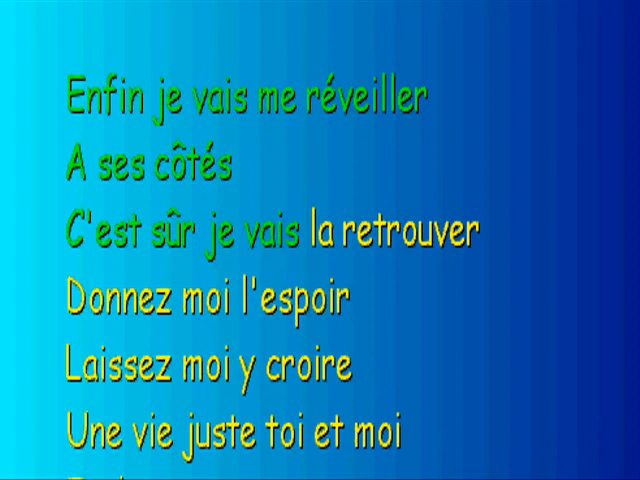 Enfin je vais me réveiller
A ses côtés
C'est sûr je vais la retrouver
Donnez moi l'espoir
Laissez moi y croire
Une vie juste toi et moi